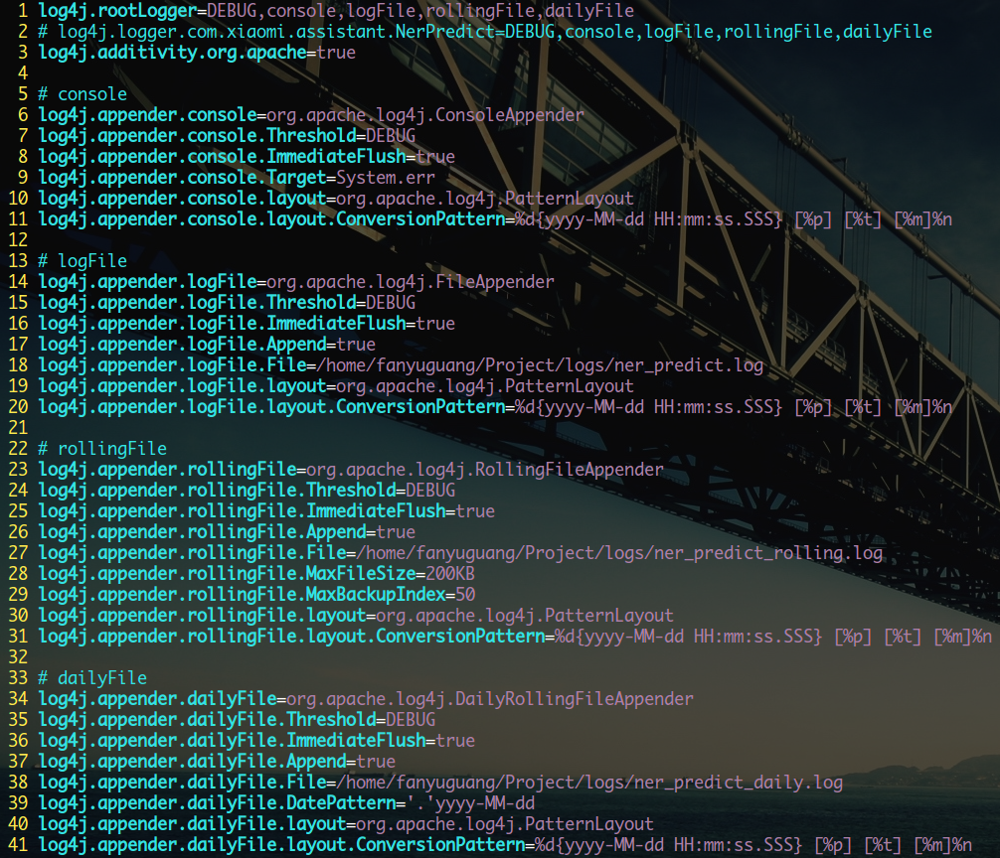 1 log4j.rootLogger=DEBUG,console,logFile,rollingFile,dailyFile
2 # log4j.logger.com.xiaomi.assistant.NerPredict=DEBUG,console,logFile,rollingFile,dailyFile
3 log4j.additivity.org.apache=true
4
5 # console
6 log4j.appender.console=org.apache.log4j.ConsoleAppender
7 log4j.appender.console.Threshold=DEBUG
8 log4j.appender.console.ImmediateFlush=true
9 log4j.appender.console.Target=System.err
10 log4j.appender.console.layout=org.apache.log4j.PatternLayout
11 log4j.appender.console.layout.ConversionPattern=%d{yyyy-MM-dd HH:mm:ss.SSS} [%p] [%t] [%m]%n
12
13 # logFile
14 log4j.appender.logFile=org.apache.log4j.FileAppender
15 log4j.appender.logFile.Threshold=DEBUG
16 log4j.appender.logFile.ImmediateFlush=true
17 log4j.appender.logFile.Append=true
18 log4j.appender.logFile.File=/home/fanyuguang/Project/logs/ner_predict.log
19 log4j.appender.logFile.layout=org.apache.log4j.PatternLayout
20 log4j.appender.logFile.layout.ConversionPattern=%d{yyyy-MM-dd HH:mm:ss.SSS} [%p] [%t] [%m]%n
21
22 # rollingFile
23 log4j.appender.rollingFile=org.apache.log4j.RollingFileAppender
24 log4j.appender.rollingFile.Threshold=DEBUG
25 log4j.appender.rollingFile.ImmediateFlush=true
26 log4j.appender.rollingFile.Append=true
27 log4j.appender.rollingFile.File=/home/fanyuguang/Project/logs/ner_predict_rolling.log
28 log4j.appender.rollingFile.MaxFileSize=200KB
29 log4j.appender.rollingFile.MaxBackupIndex=50
30 log4j.appender.rollingFile.layout=org.apache.log4j.PatternLayout
31 log4j.appender.rollingFile.layout.ConversionPattern=%d{yyyy-MM-dd HH:mm:ss.SSS} [%p] [%t] [%m]%n
32
33 # dailyFile
34 log4j.appender.dailyFile=org.apache.log4j.DailyRollingFileAppender
35 log4j.appender.dailyFile.Threshold=DEBUG
36 log4j.appender.dailyFile.ImmediateFlush=true
37 log4j.appender.dailyFile.Append=true
38 log4j.appender.dailyFile.File=/home/fanyuguang/Project/logs/ner_predict_daily.log
39 log4j.appender.dailyFile.DatePattern='.'yyyy-MM-dd
40 log4j.appender.dailyFile.layout=org.apache.log4j.PatternLayout
41 log4j.appender.dailyFile.layout.ConversionPattern=%d{yyyy-MM-dd HH:mm:ss.SSS} [%p] [%t] [%m]%n